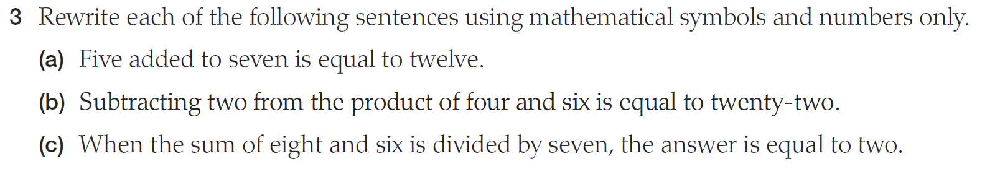 3 Rewrite each of the following sentences using mathematical symbols and numbers only.
(a) Five added to seven is equal to twelve.
(b) Subtracting two from the product of four and six is equal to twenty-two.
(c) When the sum of eight and six is divided by seven, the answer is equal to two.